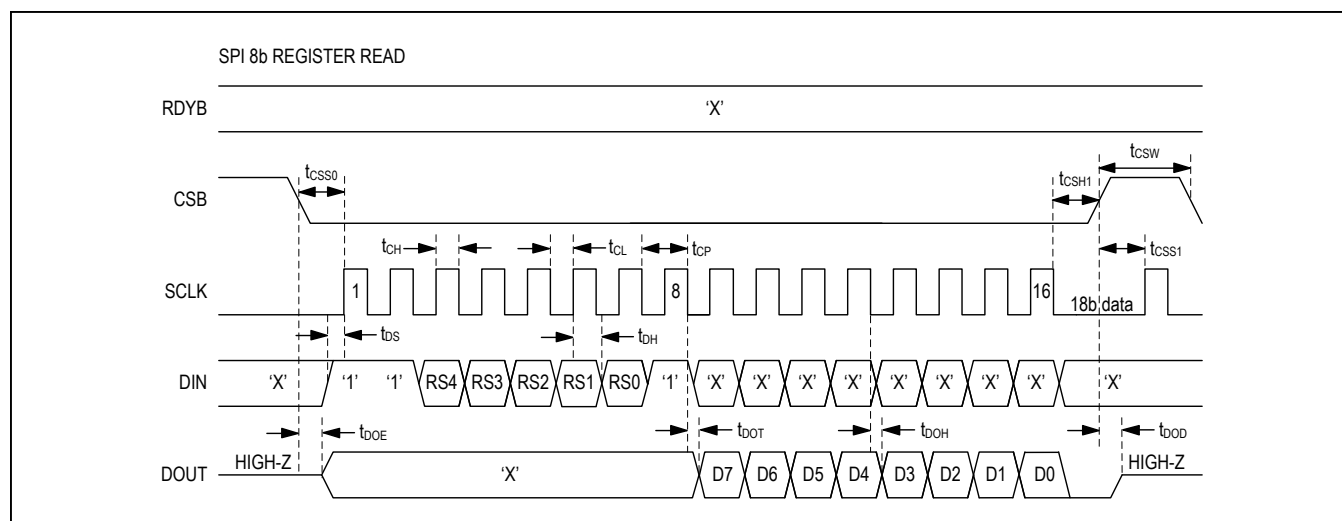 SPI 8b REGISTER READ
RDYB 'X'
tCSW
tCSS0 tCSH1
CSB
tCH tCL tCP tCSS1
SCLK 1 8 16 18b data
tDS tDH
DIN 'X' '1' '1' RS4 RS3 RS2 RS1 RS0 '1' 'X' 'X' 'X' 'X' 'X' 'X' 'X' 'X' 'X'
tDOE tDOT tDOH tDOD
DOUT HIGH-Z 'X' D7 D6 D5 D4 D3 D2 D1 D0 HIGH-Z